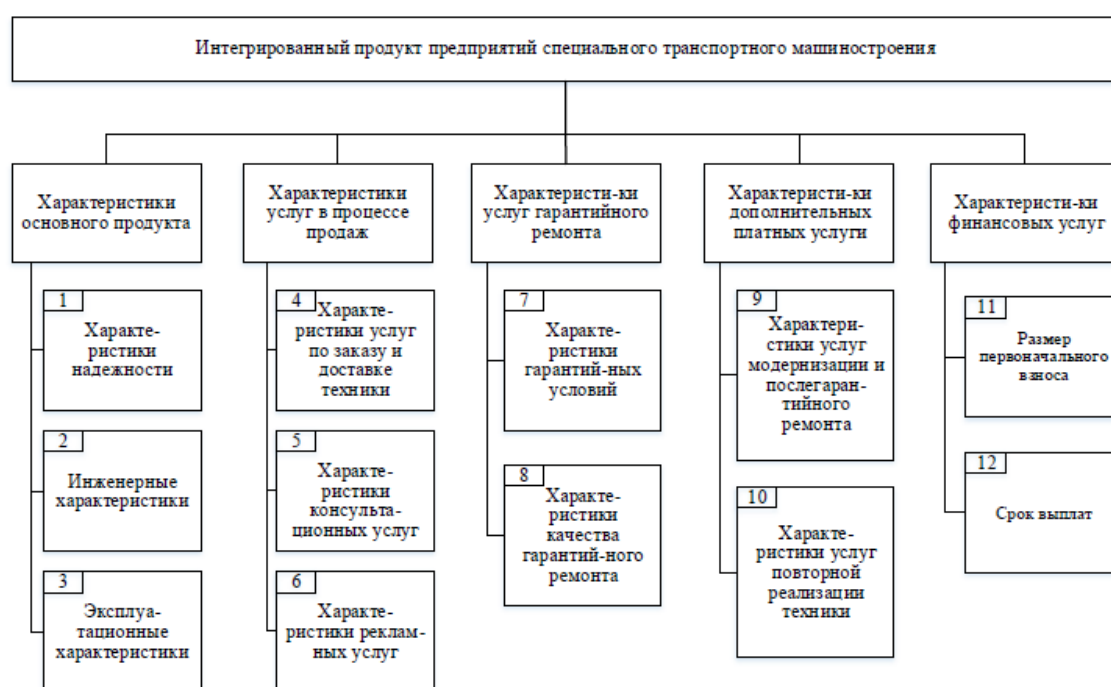 Интегрированный продукт предприятий специального транспортного машиностроения
Характеристики
основного продукта
Характеристики
услуг в процессе
продаж
Характеристи-ки
услуг гарантийного
ремонта
Характеристи-ки
дополнительных
платных услуги
Характеристи-ки
финансовых услуг
1
Характе-
ристики
надежности
2
Инженерные
характеристики
3
Эксплуа-
тационные
характеристики
4
Характе-
ристики услуг
по заказу и
доставке
техники
5
Характе-
ристики
консульта-
ционных услуг
6
Характе-
ристики реклам-
ных услуг
7
Характе-
ристики
гарантий-ных
условий
8
Характе-
ристики
качества
гарантий-ного
ремонта
9
Характери-
стики услуг
модернизации и
послегаран-
тийного
ремонта
10
Характе-
ристики услуг
повторной
реализации
техники
11
Размер
первоначального
взноса
12
Срок выплат